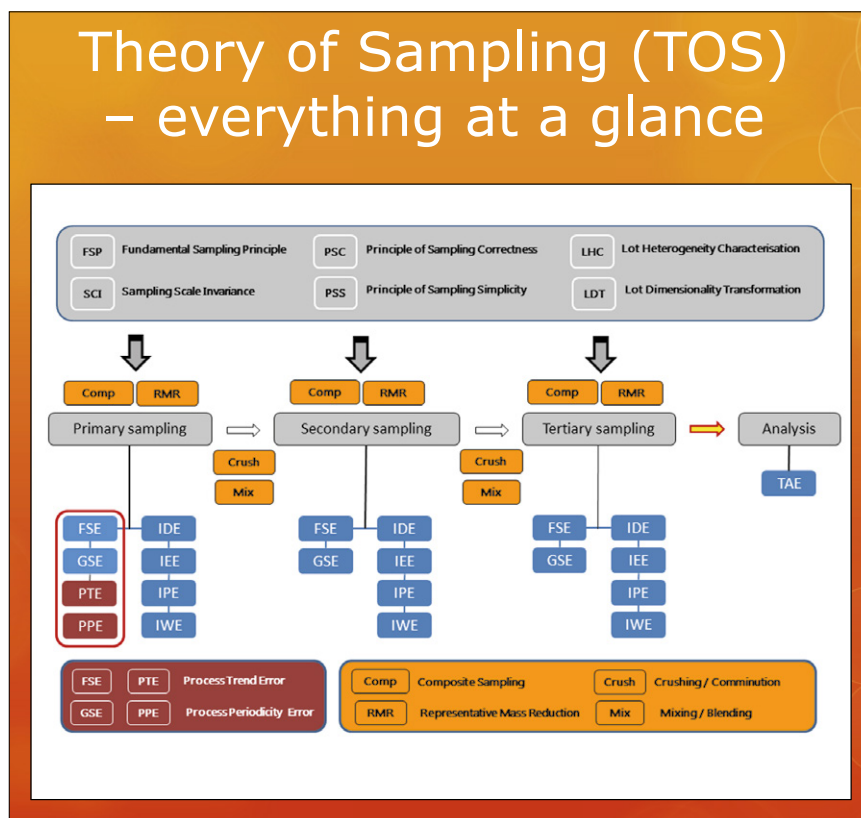 Theory of Sampling (TOS)
– everything at a glance
FSP Fundamental Sampling Principle PSC Principle of Sampling Correctness LHC Lot Heterogeneity Characterisation
SCI Sampling Scale Invariance PSS Principle of Sampling Simplicity LDT Lot Dimensionality Transformation
Comp RMR Comp RMR Comp RMR
Primary sampling Secondary sampling Tertiary sampling Analysis
Crush Crush
Mix Mix
TAE
FSE IDE FSE IDE FSE IDE
GSE IEE GSE IEE GSE IEE
PTE IPE IPE IPE
PPE IWE IWE IWE
FSE PTE Process Trend Error Comp Composite Sampling Crush Crushing / Comminution
GSE PPE Process Periodicity Error RMR Representative Mass Reduction Mix Mixing / Blending